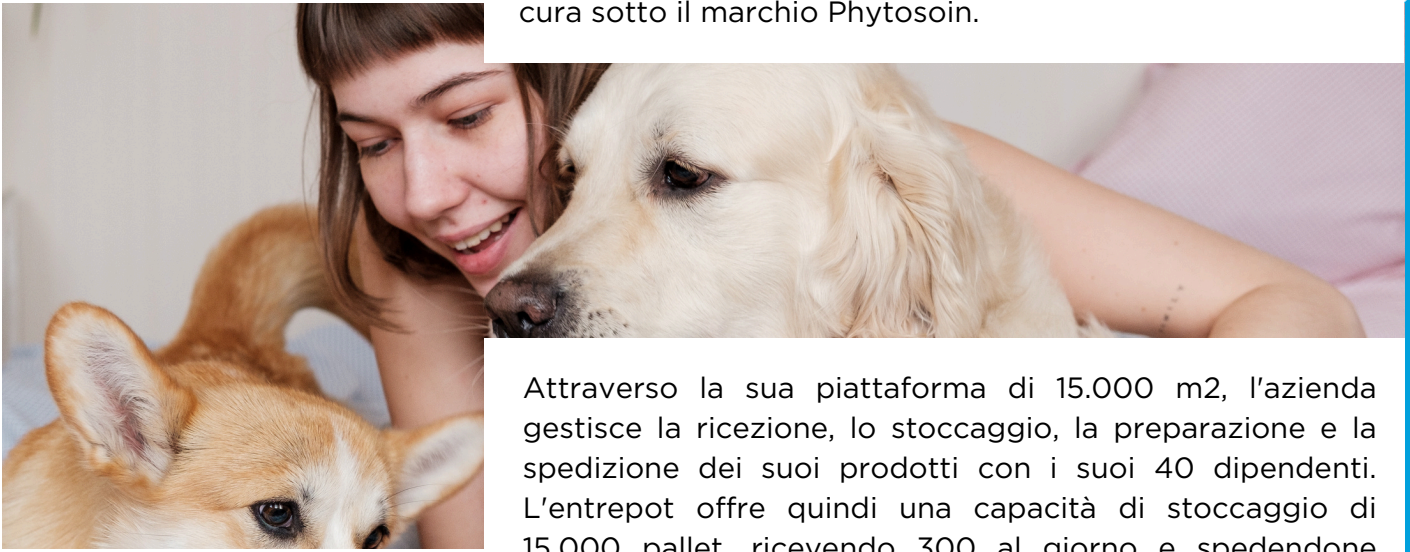 cura sotto il marchio Phytosoin.
Attraverso la sua piattaforma di 15.000 m2, l'azienda
gestisce la ricezione, lo stoccaggio, la preparazione e la
spedizione dei suoi prodotti con i suoi 40 dipendenti.
L'entrepot offre quindi una capacità di stoccaggio di
15.000 pallet, ricevendo 300 al giorno e spedendone